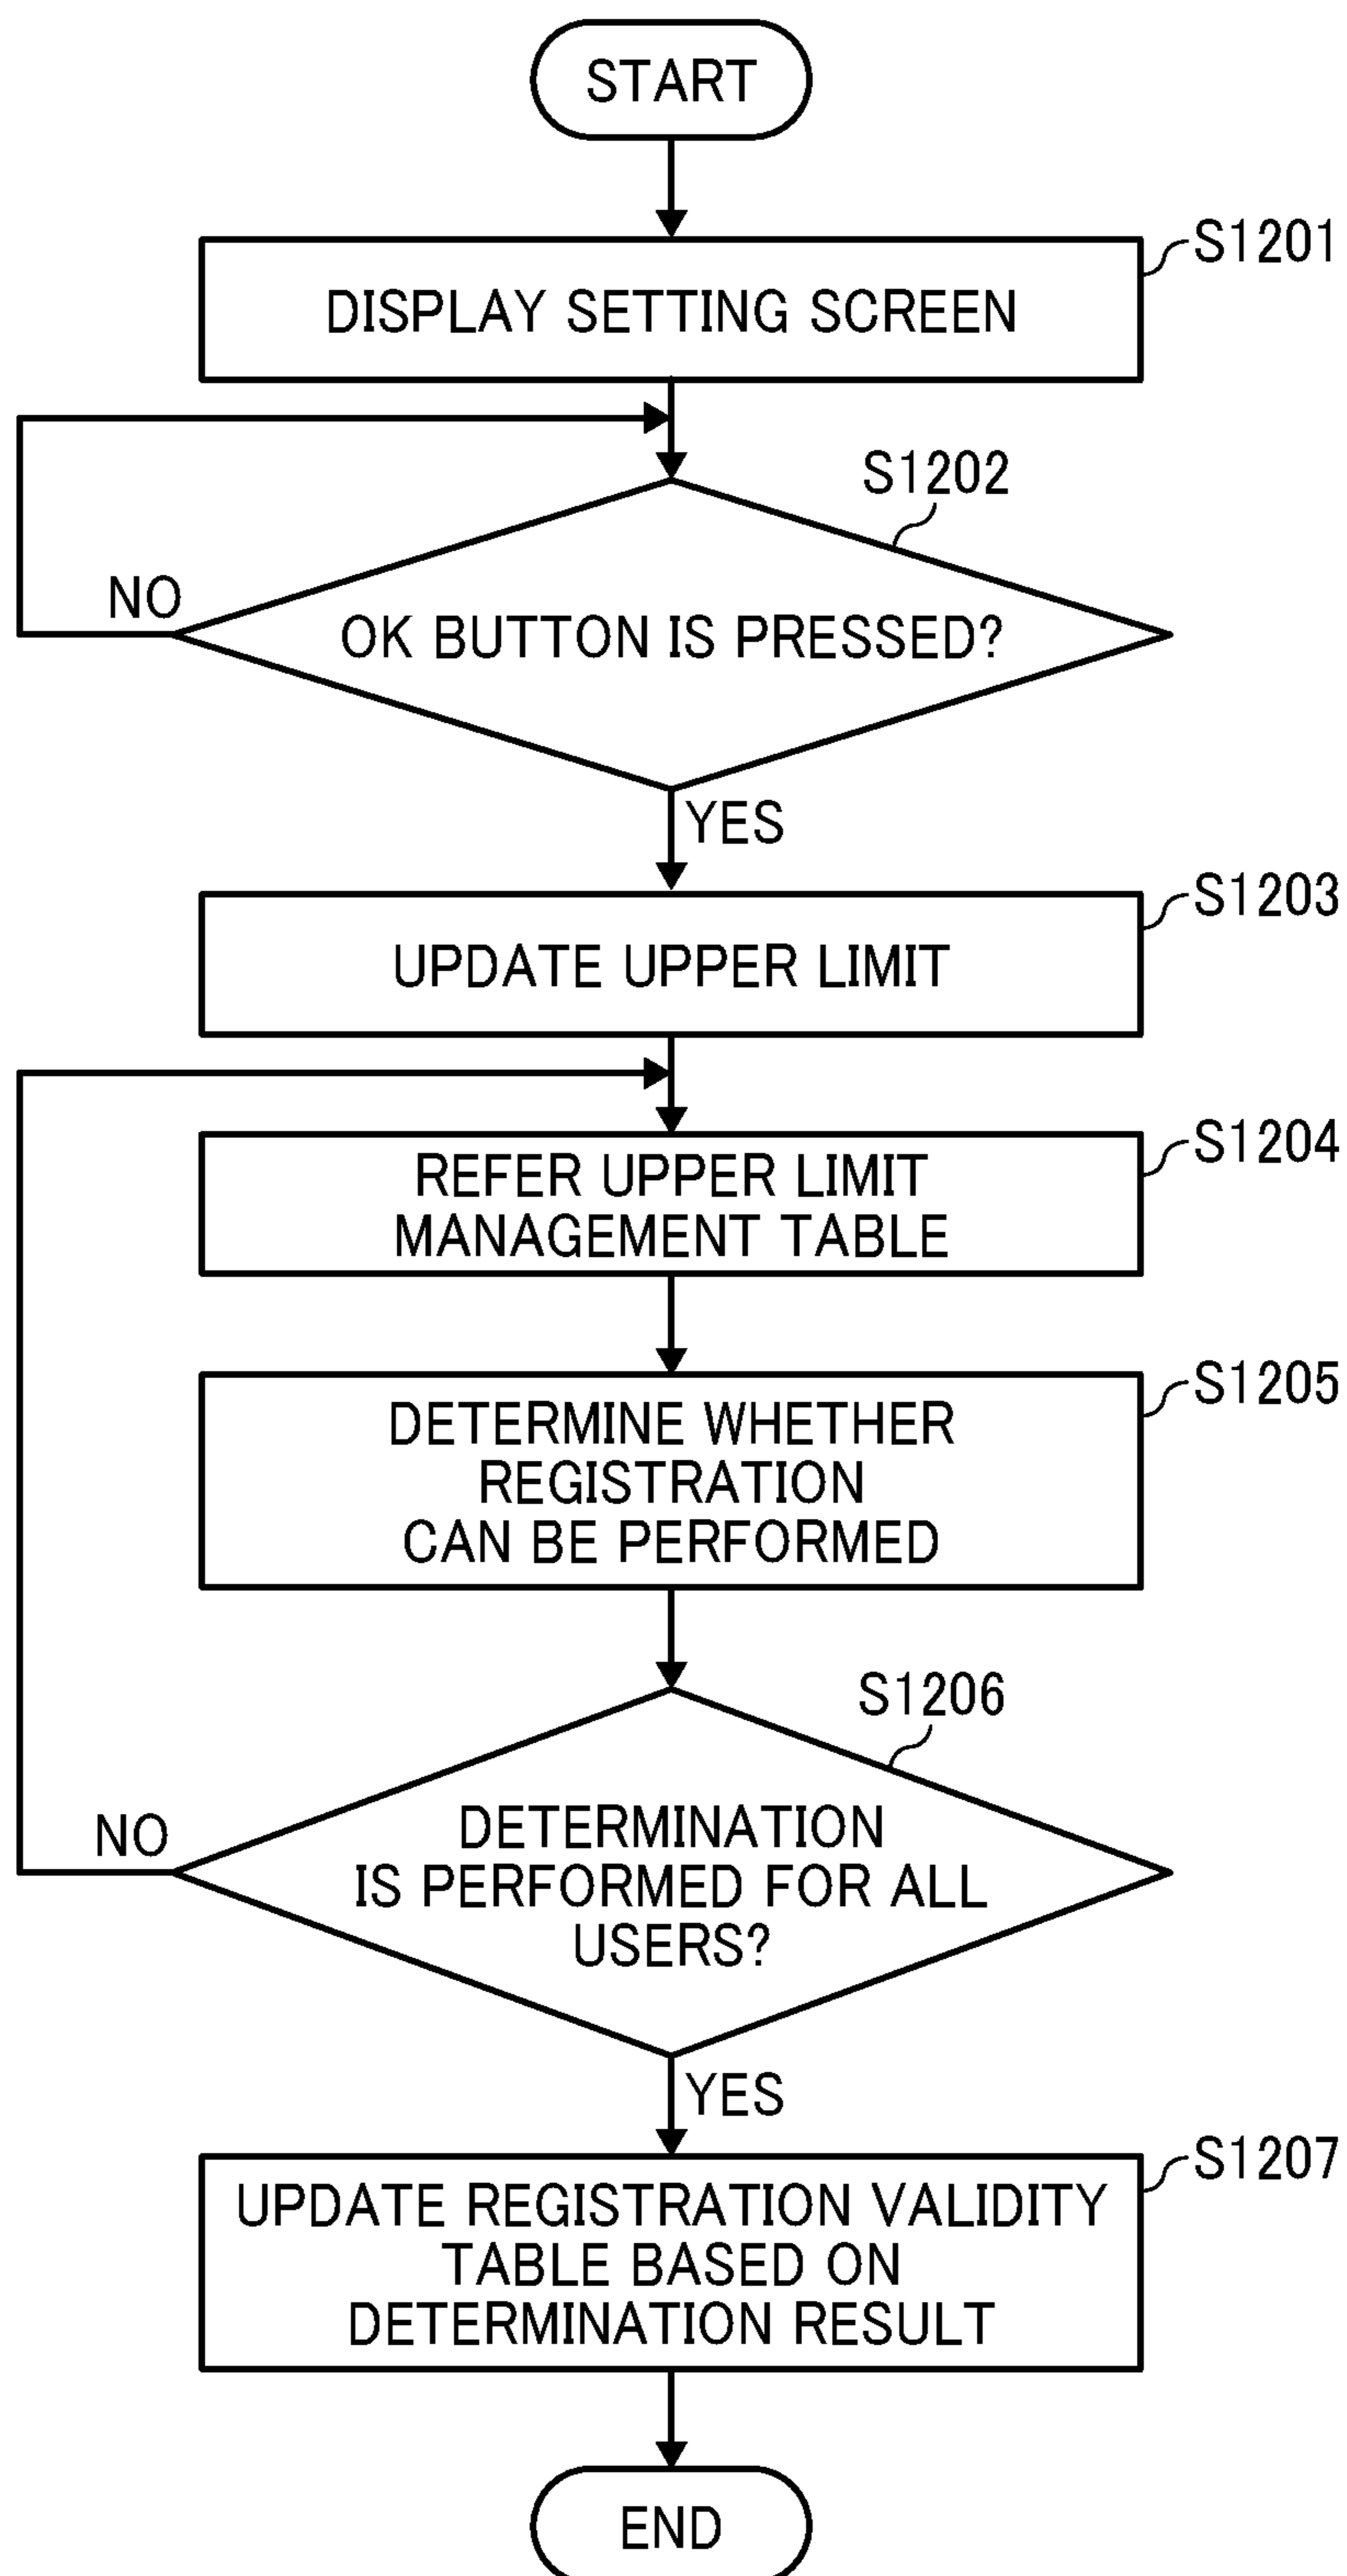 START
S1201
DISPLAY SETTING SCREEN
S1202
NO
OK BUTTON IS PRESSED?
YES
S1203
UPDATE UPPER LIMIT
S1204
REFER UPPER LIMIT
MANAGEMENT TABLE
S1205
DETERMINE WHETHER
REGISTRATION
CAN BE PERFORMED
S1206
NO
DETERMINATION
IS PERFORMED FOR ALL
USERS?
YES
S1207
UPDATE REGISTRATION VALIDITY
TABLE BASED ON
DETERMINATION RESULT
END